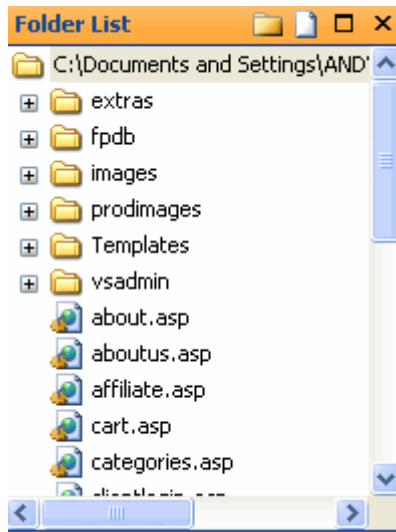 Folder List
C:\Documents and Settings\AND
extras
fpdb
images
prodimages
Templates
vsadmin
about.asp
aboutus.asp
affiliate.asp
cart.asp
categories.asp